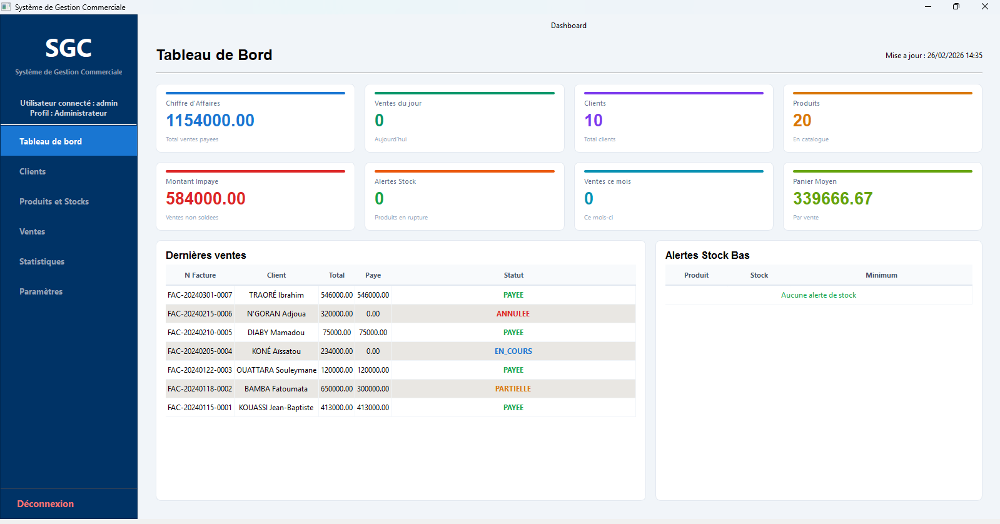 Système de Gestion Commerciale
SGC
Système de Gestion Commerciale
Utilisateur connecté : admin
Profil : Administrateur
Tableau de bord
Clients
Produits et Stocks
Ventes
Statistiques
Paramètres
Déconnexion
Dashboard
Tableau de Bord
Mise a jour : 26/02/2026 14:35
Chiffre d'Affaires
1154000.00
Total ventes payees
Ventes du jour
0
Aujourd'hui
Clients
10
Total clients
Produits
20
En catalogue
Montant Impaye
584000.00
Ventes non soldees
Alertes Stock
0
Produits en rupture
Ventes ce mois
0
Ce mois-ci
Panier Moyen
339666.67
Par vente
Dernières ventes
N Facture Client Total Paye Statut
FAC-20240301-0007 TRAORÉ Ibrahim 546000.00 546000.00 PAYEE
FAC-20240215-0006 N'GORAN Adjoua 320000.00 0.00 ANNULEE
FAC-20240210-0005 DIABY Mamadou 75000.00 75000.00 PAYEE
FAC-20240205-0004 KONÉ Aïssatou 234000.00 0.00 EN_COURS
FAC-20240122-0003 OUATTARA Souleymane 120000.00 120000.00 PAYEE
FAC-20240118-0002 BAMBA Fatoumata 650000.00 300000.00 PARTIELLE
FAC-20240115-0001 KOUASSI Jean-Baptiste 413000.00 413000.00 PAYEE
Alertes Stock Bas
Produit Stock Minimum
Aucune alerte de stock